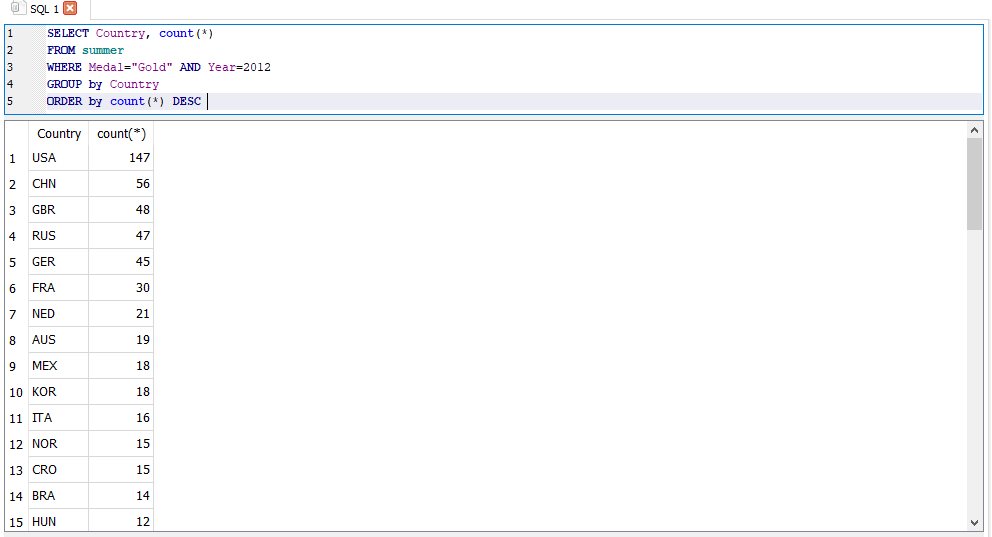 SQL 1
1 SELECT Country, count(*)
2 FROM summer
3 WHERE Medal="Gold" AND Year=2012
4 GROUP by Country
5 ORDER by count(*) DESC
Country count(*)
1 USA 147
2 CHN 56
3 GBR 48
4 RUS 47
5 GER 45
6 FRA 30
7 NED 21
8 AUS 19
9 MEX 18
10 KOR 18
11 ITA 16
12 NOR 15
13 CRO 15
14 BRA 14
15 HUN 12